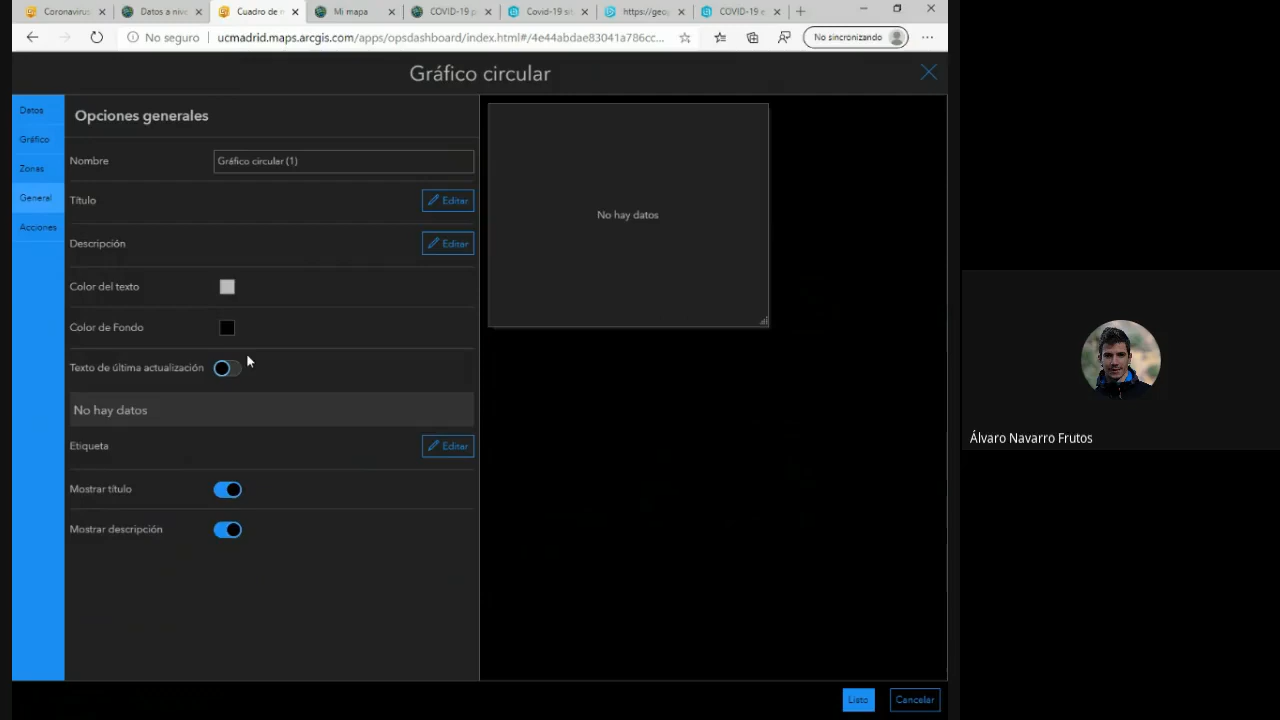 Coronavirus
Datos a nive
Cuadro de m
Mi mapa
COVID-19 p
Covid-19 sit
https://geo
COVID-19 e
No seguro
ucmadrid.maps.arcgis.com/apps/opsdashboard/index.html#/4e44abdae83041a786cc...
No sincronizando
Gráfico circular
Datos
Gráfico
Zonas
General
Acciones
Opciones generales
Nombre
Gráfico circular (1)
Título
Editar
Descripción
Editar
Color del texto
Color de Fondo
Texto de última actualización
No hay datos
Etiqueta
Editar
Mostrar título
Mostrar descripción
No hay datos
Listo
Cancelar
Álvaro Navarro Frutos